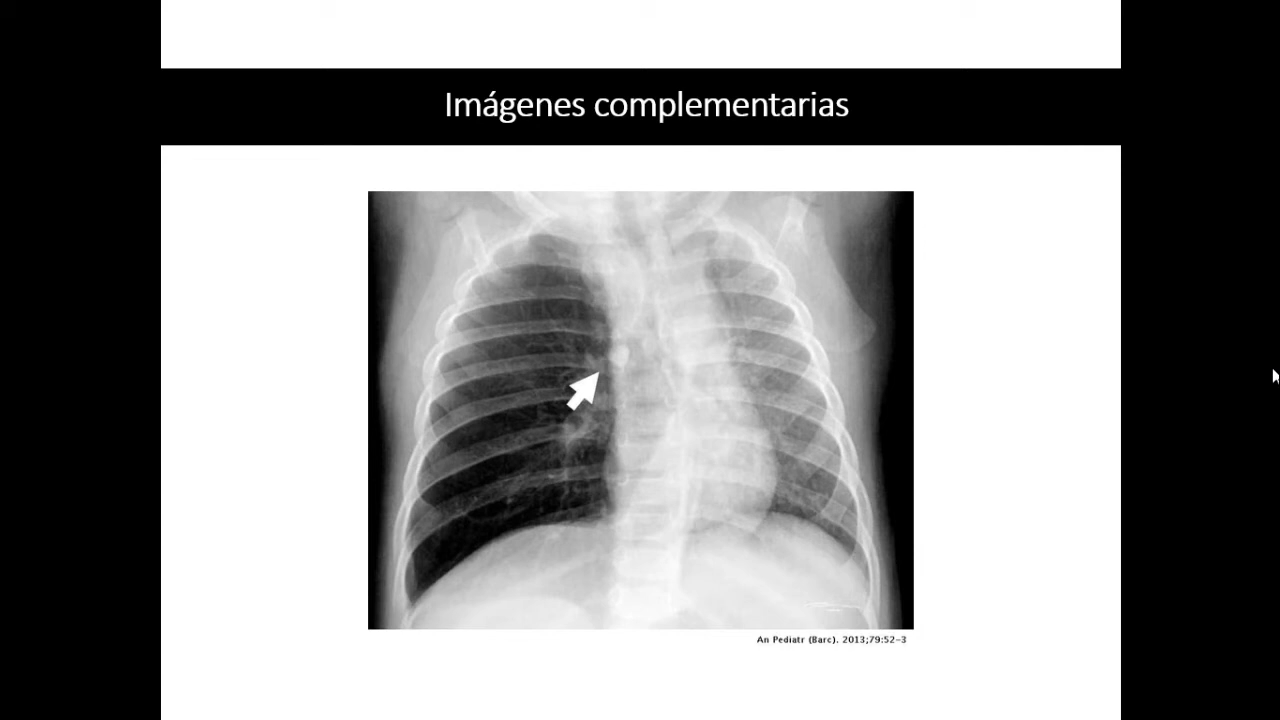 Imágenes complementarias
An Pediatr (Barc). 2013;79:52-3